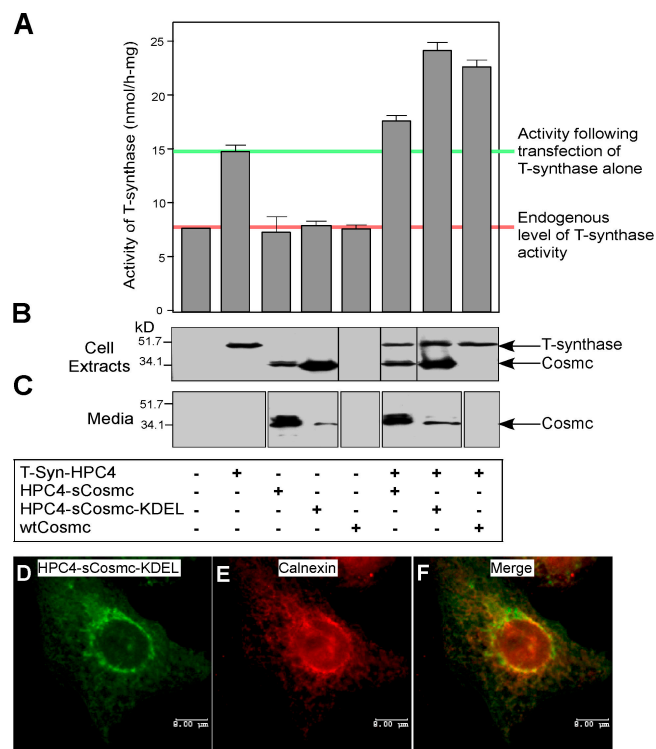 A
Activity of T-synthase (nmol/h-mg)
25
20
15
10
5
0
Activity following
transfection of
T-synthase alone
Endogenous
level of T-synthase
activity
B
kD
Cell
Extracts
51.7
34.1
T-synthase
Cosmc
C
Media
51.7
34.1
Cosmc
T-Syn-HPC4 - + - - - + + +
HPC4-sCosmc - - + - - + - -
HPC4-sCosmc-KDEL - - - + - - + -
wtCosmc - - - - + - - +
D HPC4-sCosmc-KDEL
E Calnexin
F Merge
8.00 µm
8.00 µm
8.00 µm